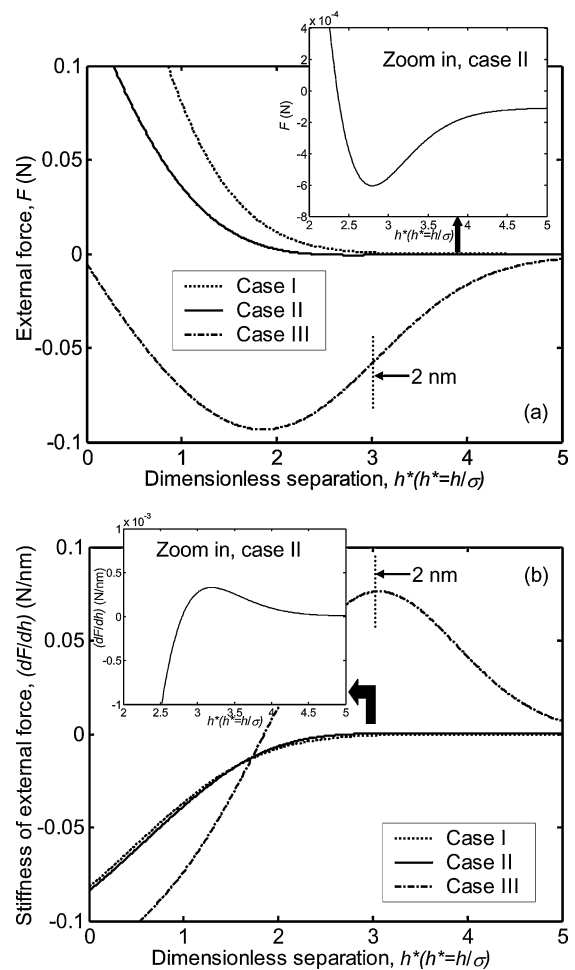 x 10⁻⁴
4
2
0
-2
-4
-6
-8
F (N)
Zoom in, case II
2 2.5 3 3.5 4 4.5 5
h*(h*=h/σ)
External force, F (N)
0.1
0.05
0
-0.05
-0.1
Case I
Case II
Case III
2 nm
(a)
0 1 2 3 4 5
Dimensionless separation, h*(h*=h/σ)
x 10⁻³
1
0.5
0
-0.5
-1
(dF/dh) (N/nm)
Zoom in, case II
2 2.5 3 3.5 4 4.5 5
h*(h*=h/σ)
Stiffness of external force, (dF/dh) (N/nm)
0.1
0.05
0
-0.05
-0.1
2 nm
(b)
Case I
Case II
Case III
0 1 2 3 4 5
Dimensionless separation, h*(h*=h/σ)